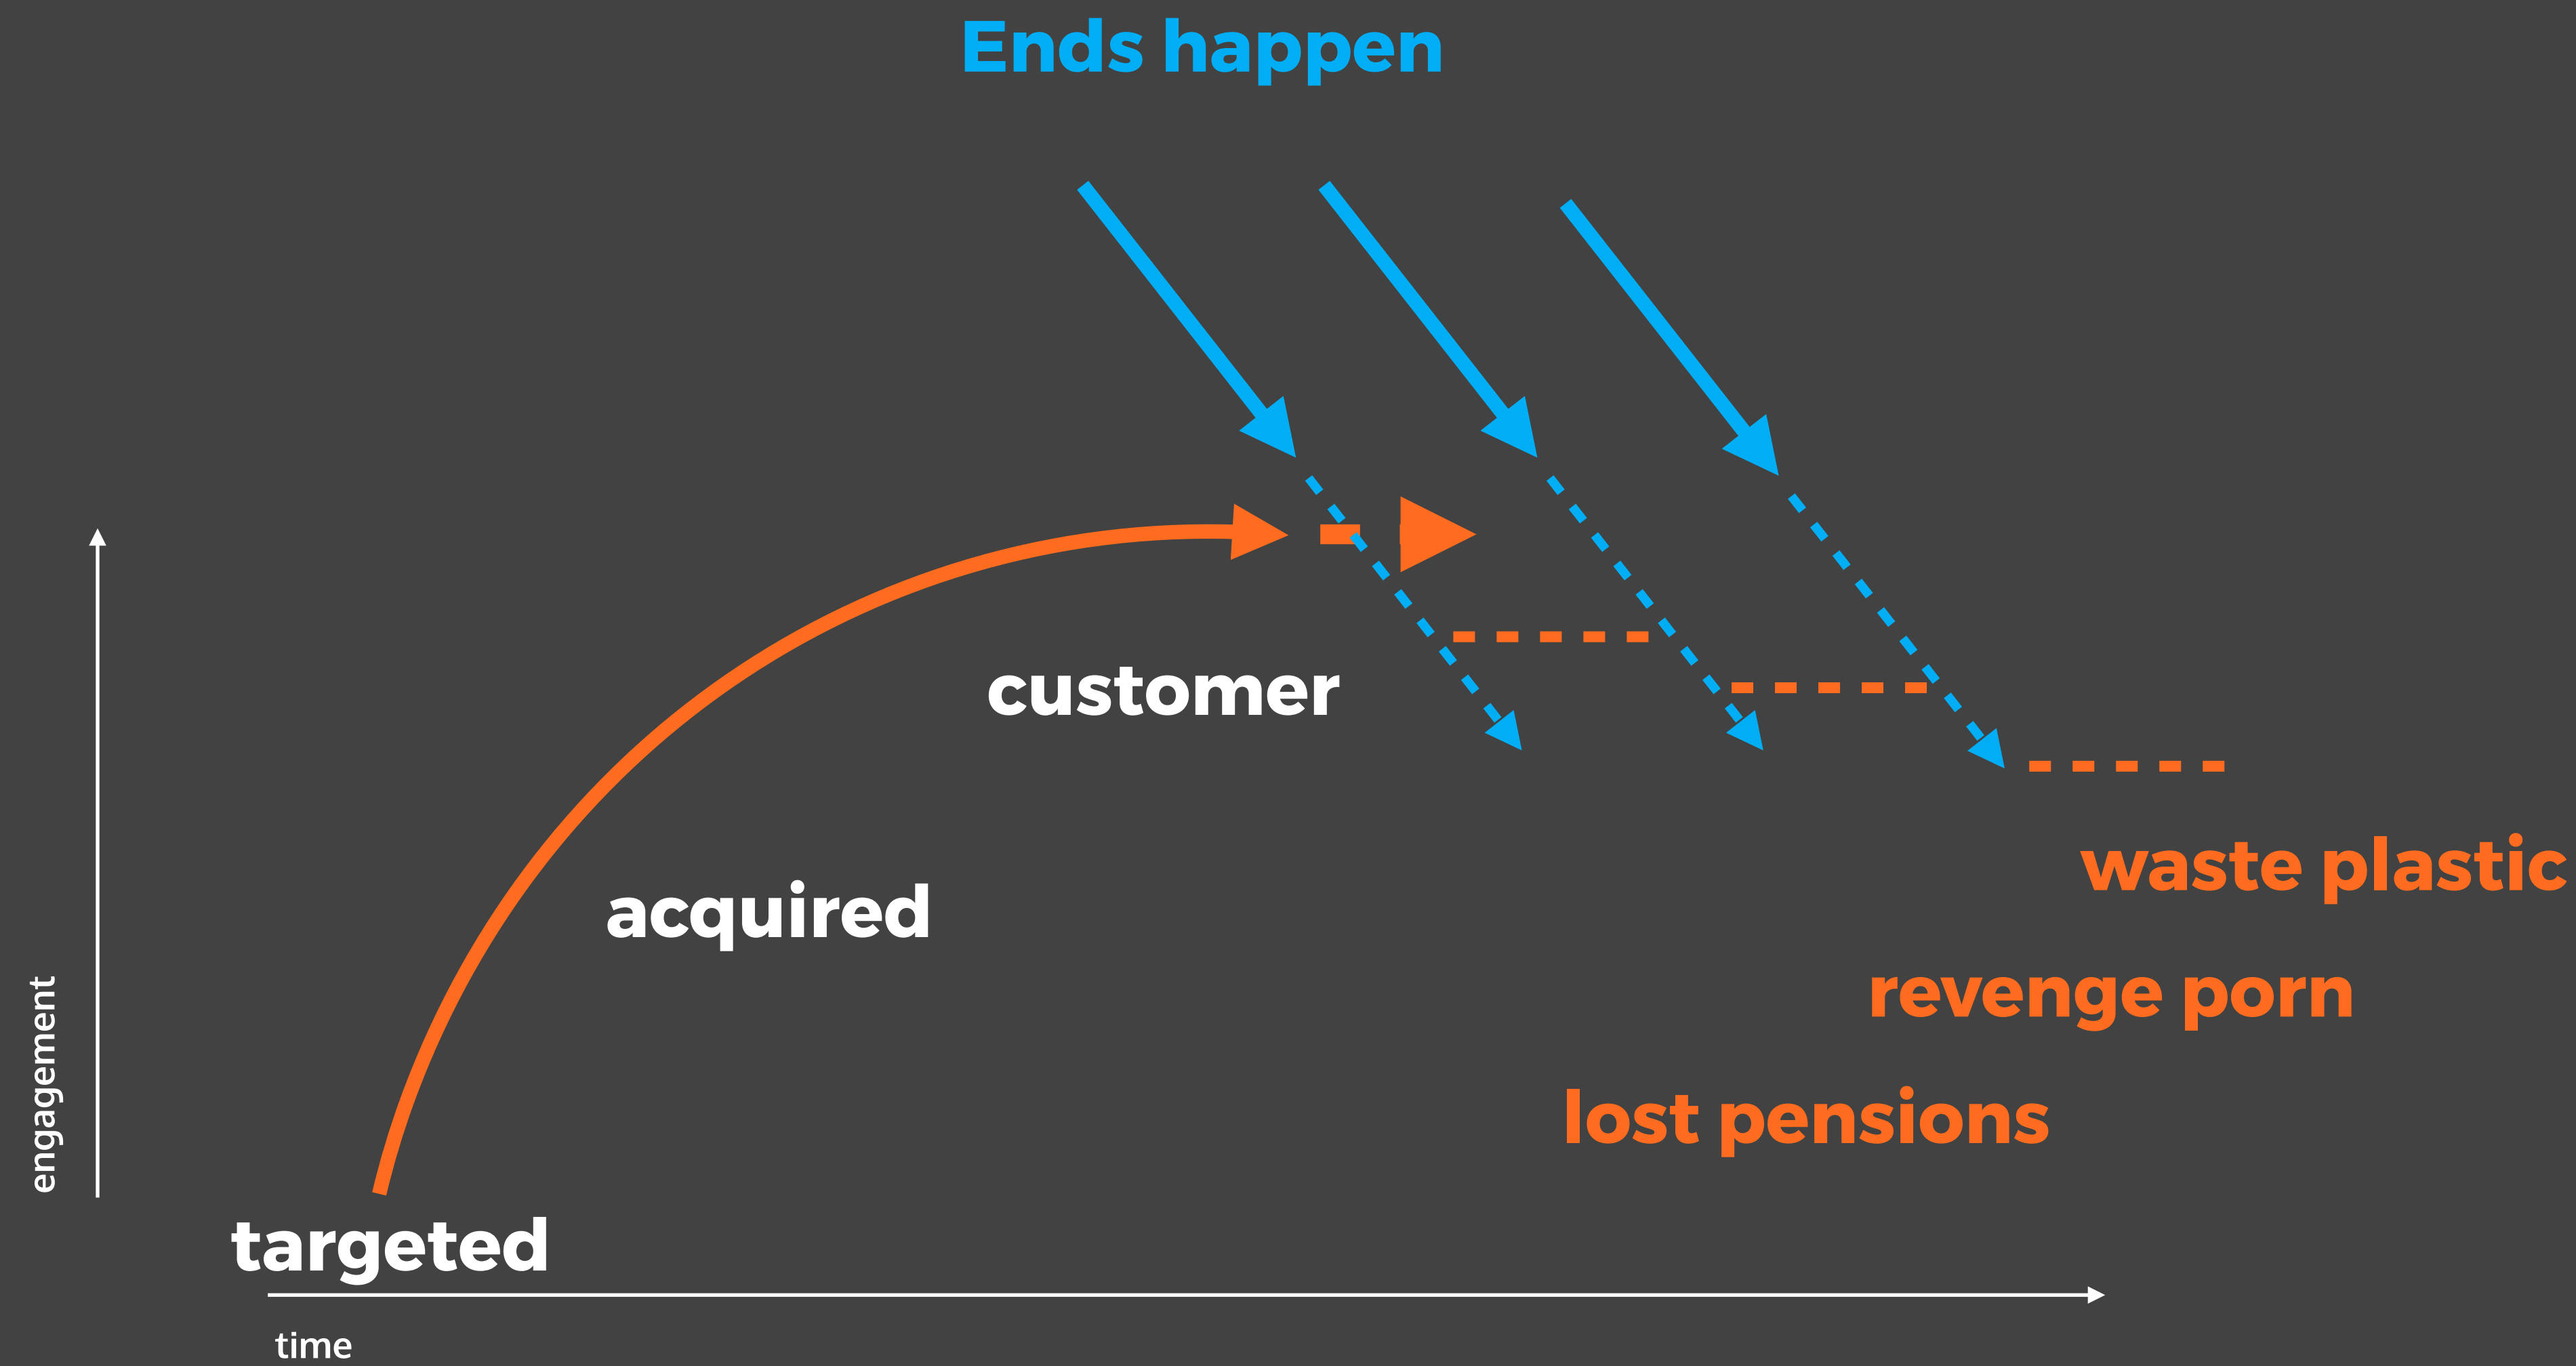 Ends happen
customer
acquired
targeted
waste plastic
revenge porn
lost pensions
engagement
time